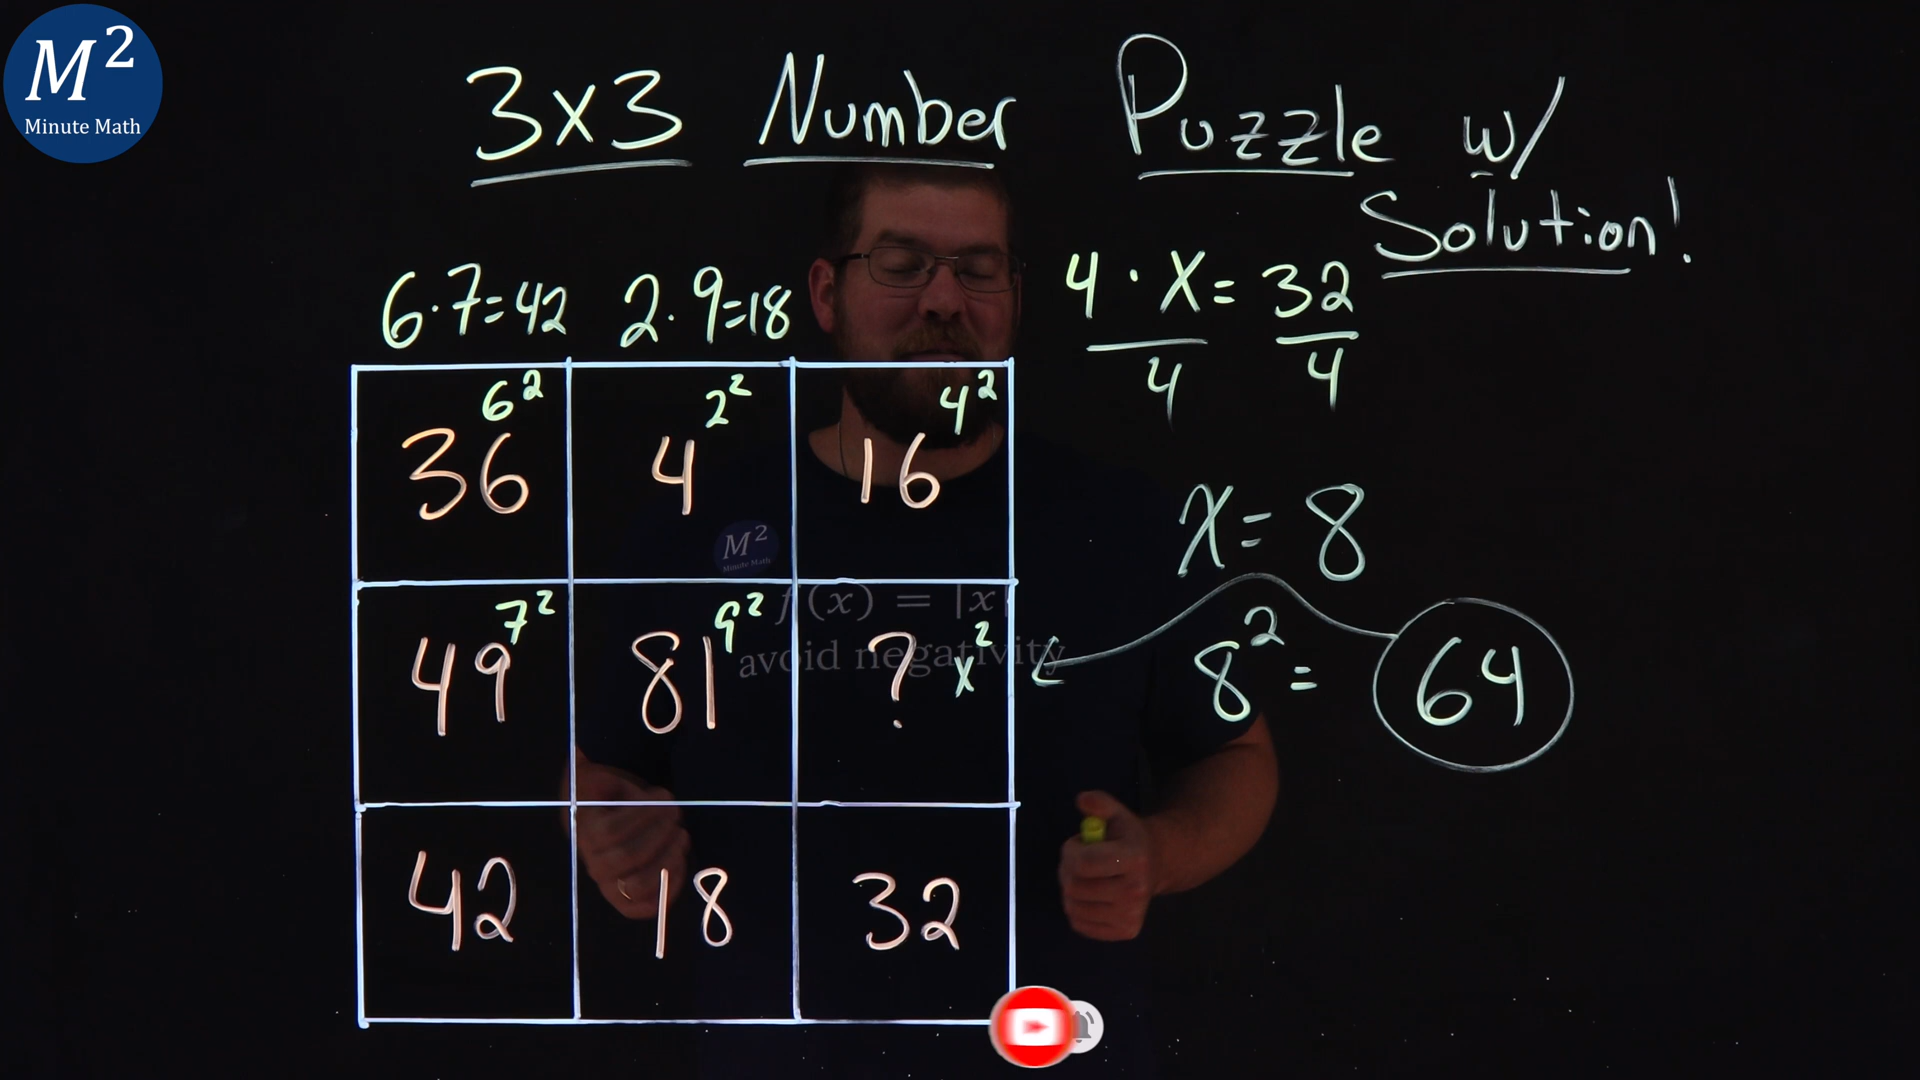 M²
Minute Math
3x3 Number Puzzle w/
Solution!
6·7=42 2·9=18 4·x=32
4 4
6² 2² 4²
36 4 16
x=8
M²
Minute Math
f(x) = |x|
avoid negativity
7² 9² x²
49 81 ?
8²= 64
42 18 32